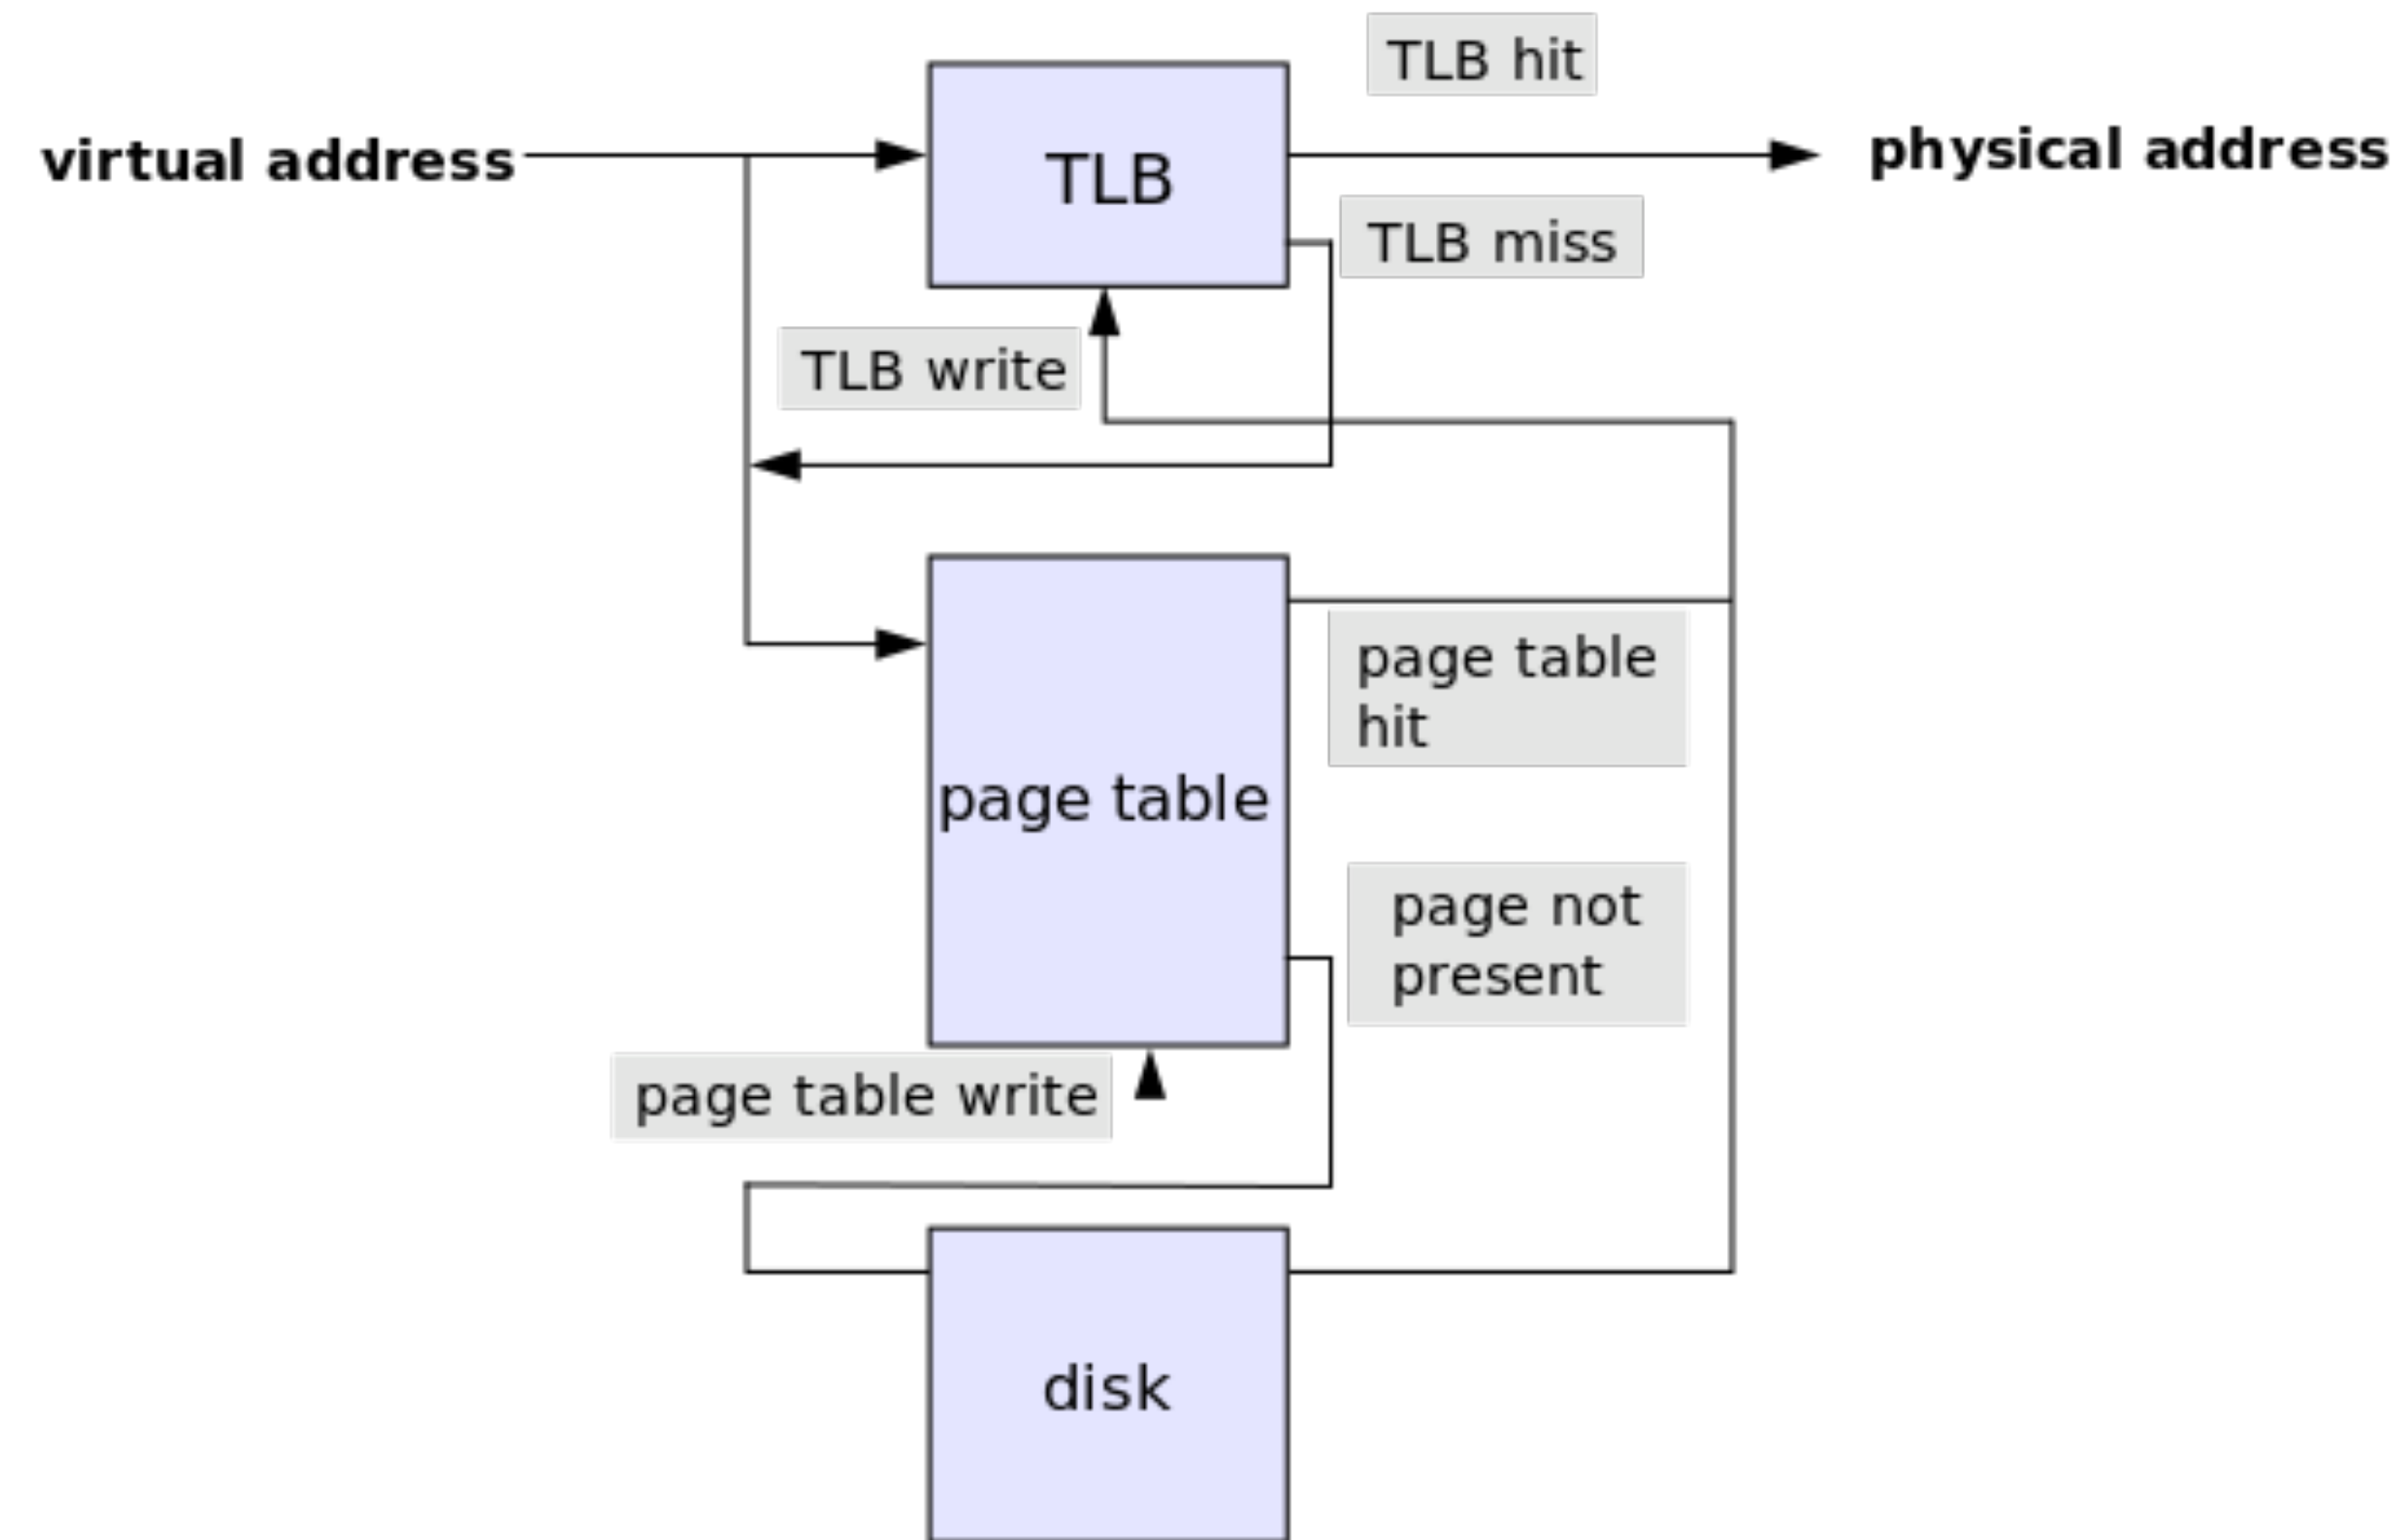 TLB hit
virtual address
TLB
physical address
TLB miss
TLB write
page table
hit
page table
page not
present
page table write
disk